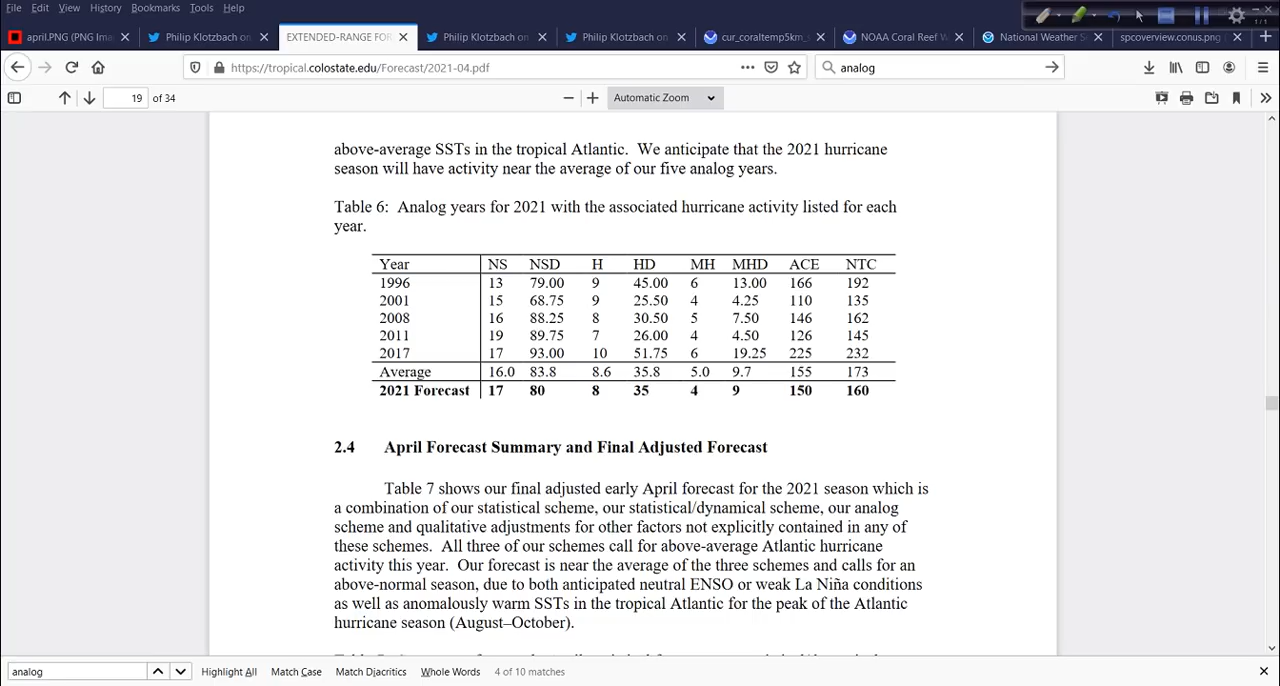 File Edit View History Bookmarks Tools Help
april.PNG (PNG Ima
Philip Klotzbach on
EXTENDED-RANGE FOR
Philip Klotzbach on
Philip Klotzbach on
cur_coraltemp5km_
NOAA Coral Reef W
National Weather S
spcoverview.conus.png
1/1
https://tropical.colostate.edu/Forecast/2021-04.pdf
analog
19 of 34
Automatic Zoom
above-average SSTs in the tropical Atlantic. We anticipate that the 2021 hurricane
season will have activity near the average of our five analog years.
Table 6: Analog years for 2021 with the associated hurricane activity listed for each
year.
Year NS NSD H HD MH MHD ACE NTC
1996 13 79.00 9 45.00 6 13.00 166 192
2001 15 68.75 9 25.50 4 4.25 110 135
2008 16 88.25 8 30.50 5 7.50 146 162
2011 19 89.75 7 26.00 4 4.50 126 145
2017 17 93.00 10 51.75 6 19.25 225 232
Average 16.0 83.8 8.6 35.8 5.0 9.7 155 173
2021 Forecast 17 80 8 35 4 9 150 160
2.4 April Forecast Summary and Final Adjusted Forecast
Table 7 shows our final adjusted early April forecast for the 2021 season which is
a combination of our statistical scheme, our statistical/dynamical scheme, our analog
scheme and qualitative adjustments for other factors not explicitly contained in any of
these schemes. All three of our schemes call for above-average Atlantic hurricane
activity this year. Our forecast is near the average of the three schemes and calls for an
above-normal season, due to both anticipated neutral ENSO or weak La Niña conditions
as well as anomalously warm SSTs in the tropical Atlantic for the peak of the Atlantic
hurricane season (August–October).
analog
Highlight All Match Case Match Diacritics Whole Words 4 of 10 matches